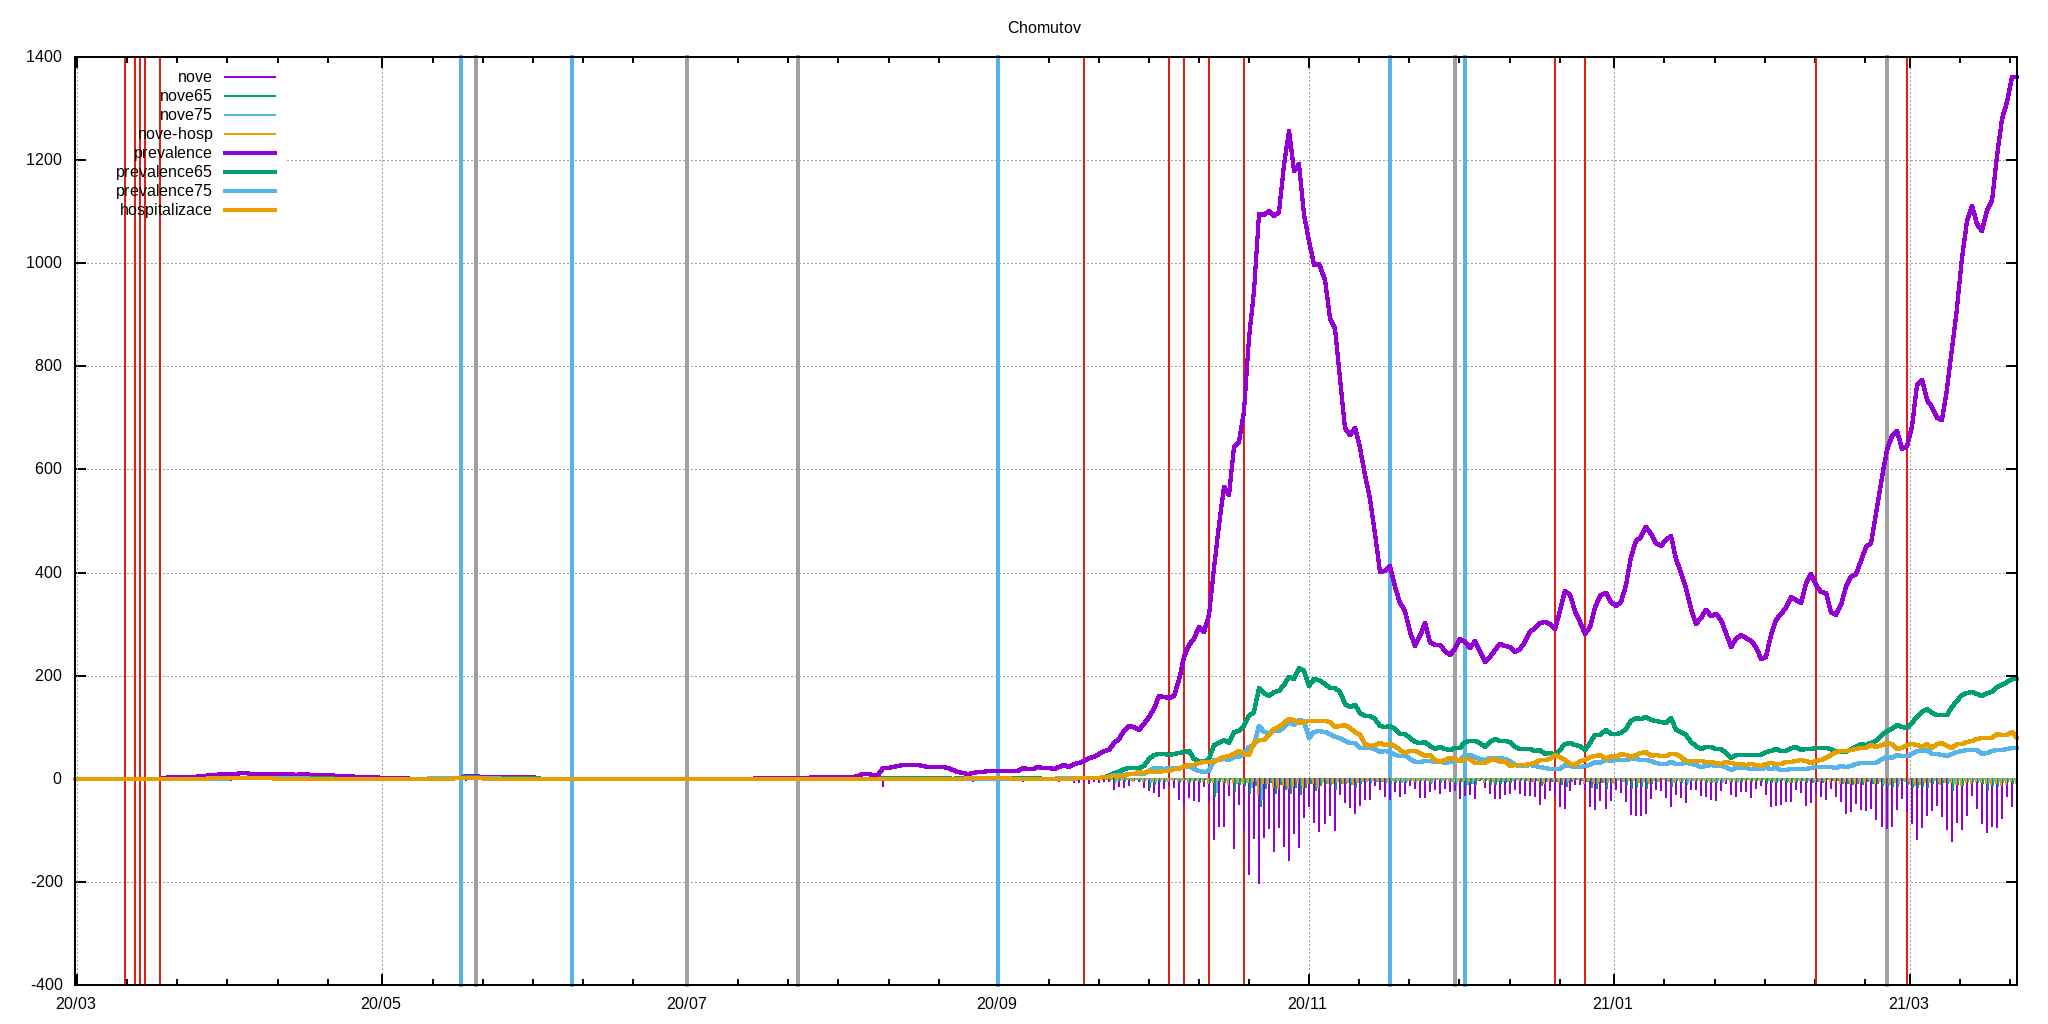 Chomutov
1400
1200
1000
800
600
400
200
0
-200
-400
nove
nove65
nove75
nove-hosp
prevalence
prevalence65
prevalence75
hospitalizace
20/03
20/05
20/07
20/09
20/11
21/01
21/03